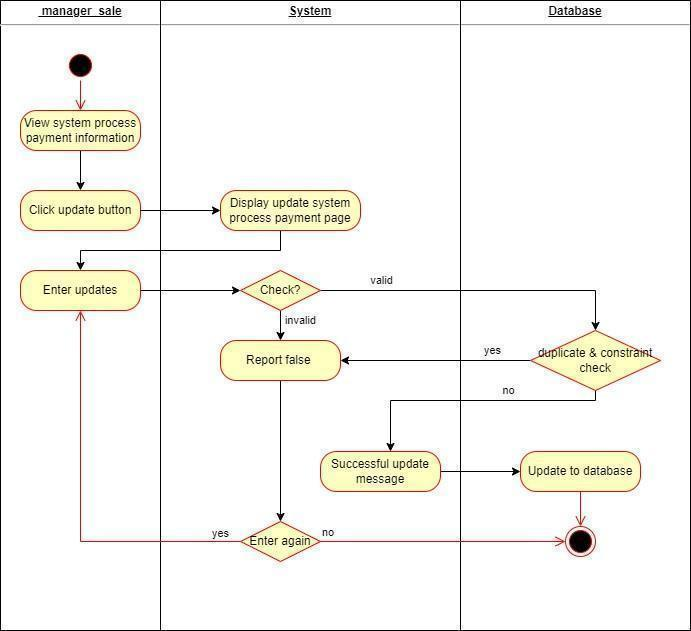 manager_sale
System
Database
View system process
payment information
Click update button
Display update system
process payment page
Enter updates
Check?
valid
invalid
Report false
yes
duplicate & constraint
check
no
Successful update
message
Update to database
yes
Enter again
no